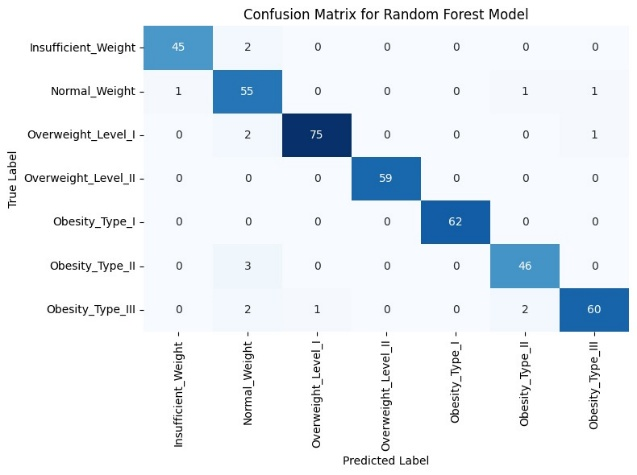 Confusion Matrix for Random Forest Model
True Label
Insufficient_Weight 45 2 0 0 0 0 0
Normal_Weight 1 55 0 0 0 1 1
Overweight_Level_I 0 2 75 0 0 0 1
Overweight_Level_II 0 0 0 59 0 0 0
Obesity_Type_I 0 0 0 0 62 0 0
Obesity_Type_II 0 3 0 0 0 46 0
Obesity_Type_III 0 2 1 0 0 2 60
Insufficient_Weight
Normal_Weight
Overweight_Level_I
Overweight_Level_II
Obesity_Type_I
Obesity_Type_II
Obesity_Type_III
Predicted Label